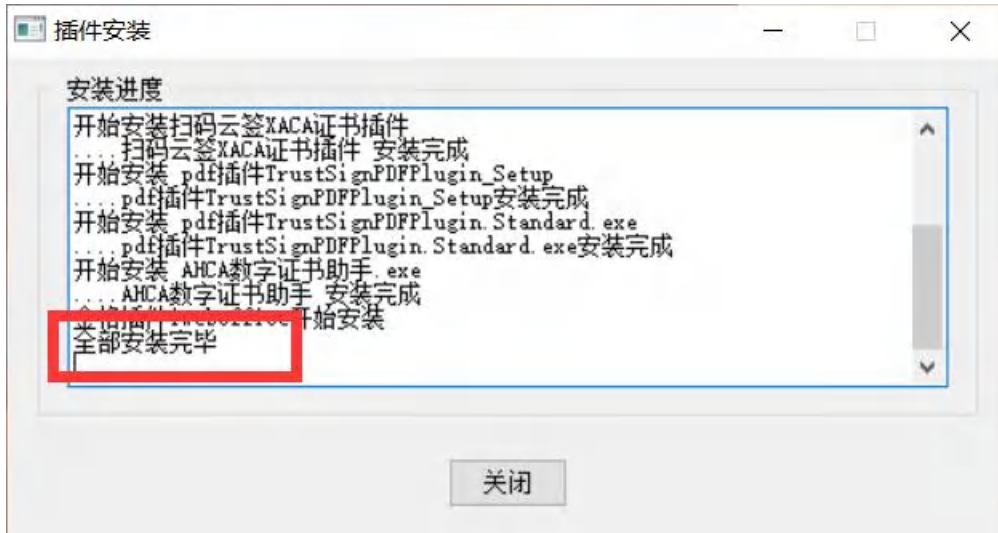 插件安装
安装进度
开始安装扫码云签XACA证书插件
....扫码云签XACA证书插件 安装完成
开始安装 pdf插件TrustSignPDFPlugin_Setup
....pdf插件TrustSignPDFPlugin_Setup安装完成
开始安装 pdf插件TrustSignPDFPlugin.Standard.exe
....pdf插件TrustSignPDFPlugin.Standard.exe安装完成
开始安装 AHCA数字证书助手.exe
....AHCA数字证书助手 安装完成
开始安装
全部安装完毕
关闭